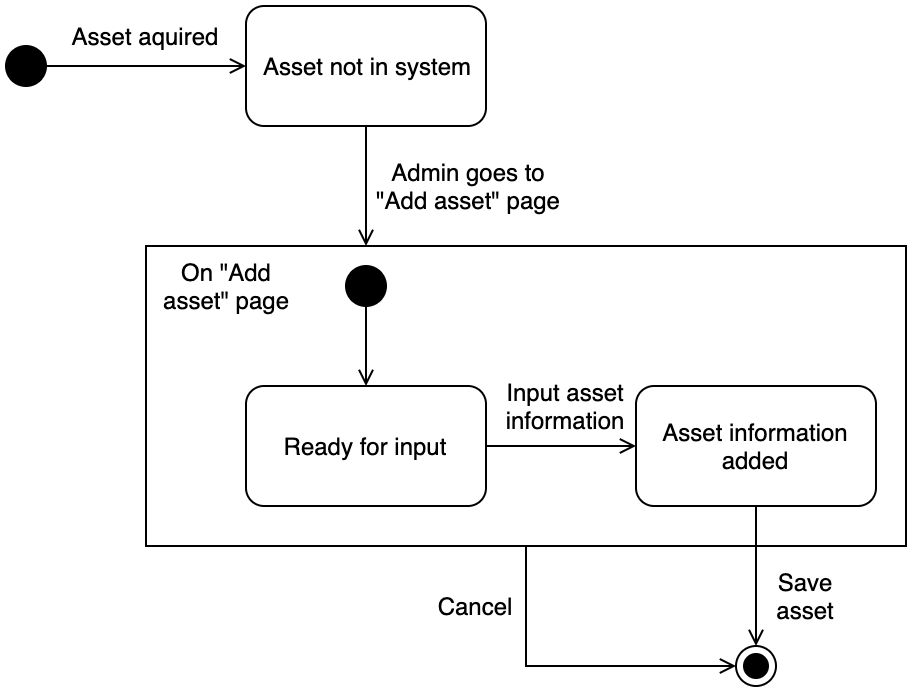 Asset aquired
Asset not in system
Admin goes to
"Add asset" page
On "Add
asset" page
Input asset
information
Ready for input
Asset information
added
Cancel
Save
asset